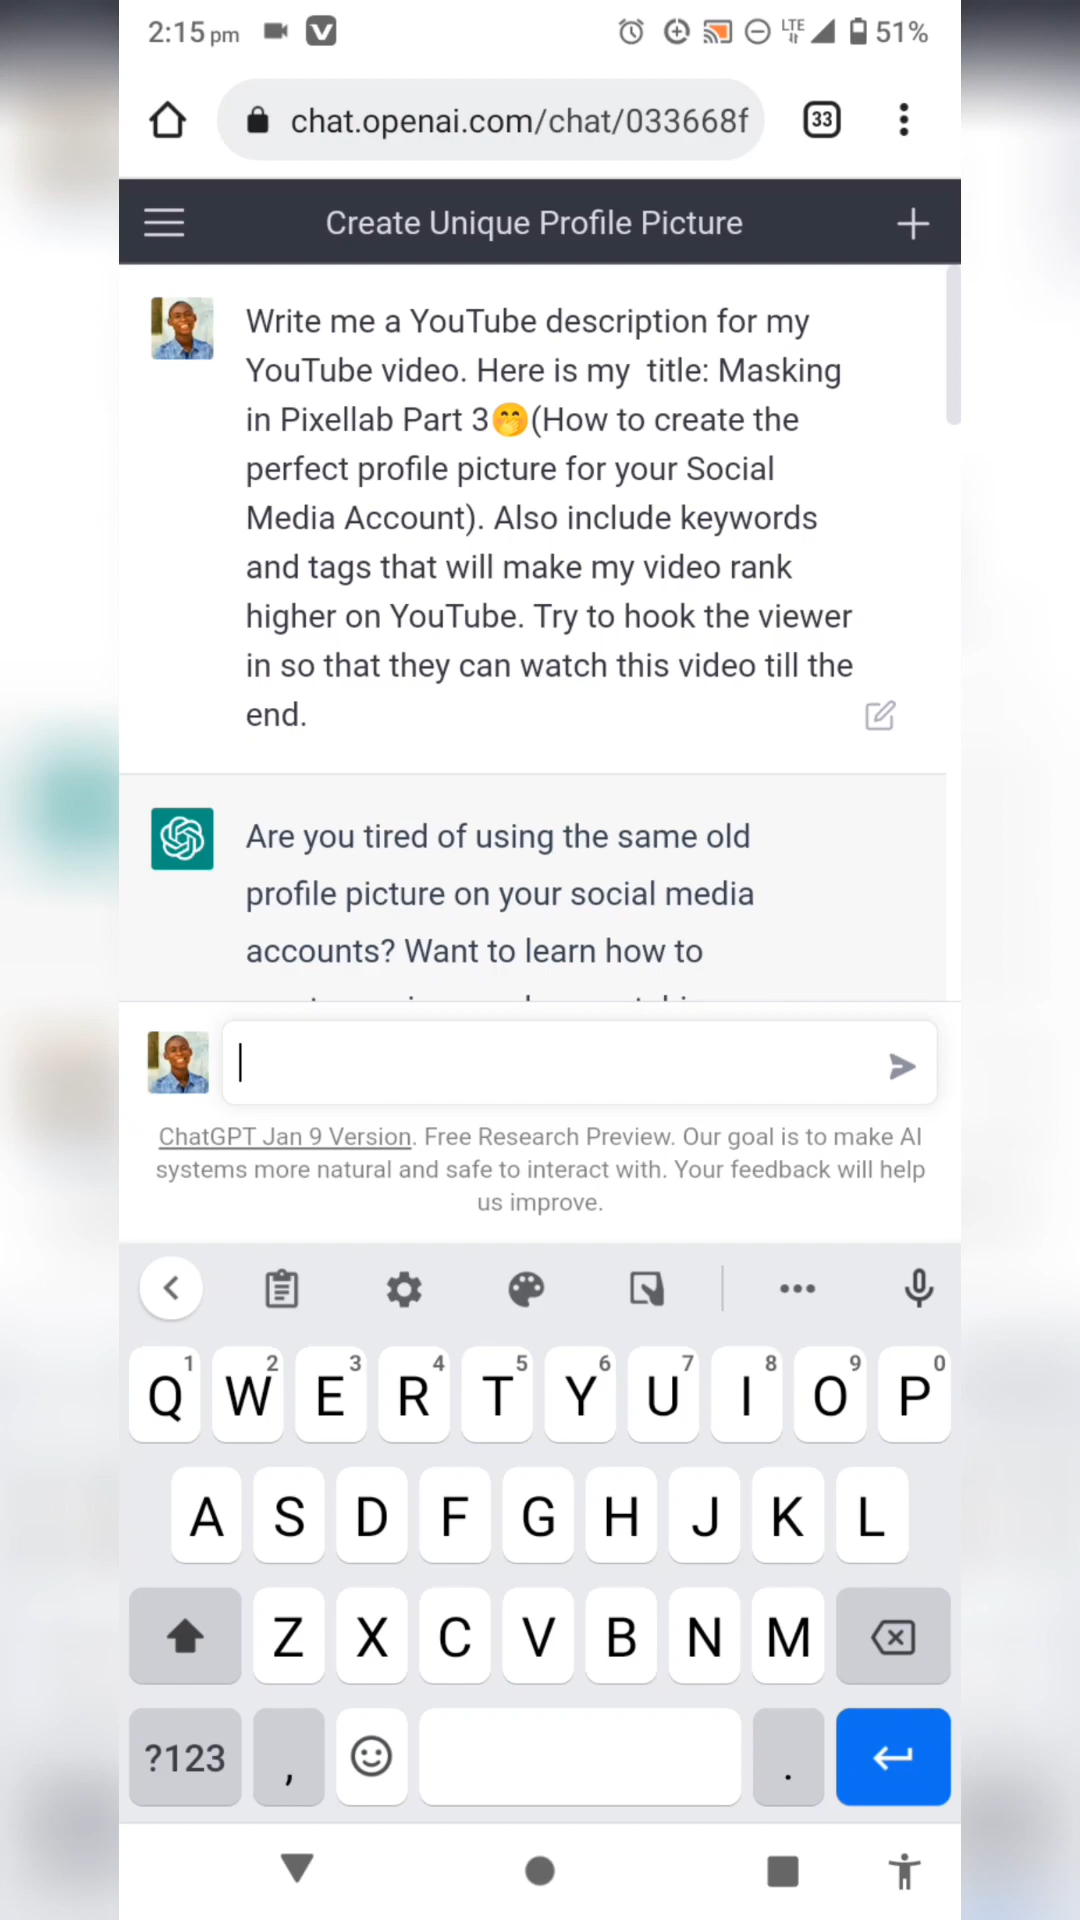 2:15 pm
LTE
51%
chat.openai.com/chat/033668f
33
Create Unique Profile Picture
Write me a YouTube description for my
YouTube video. Here is my  title: Masking
in Pixellab Part 3🤭(How to create the
perfect profile picture for your Social
Media Account). Also include keywords
and tags that will make my video rank
higher on YouTube. Try to hook the viewer
in so that they can watch this video till the
end.
Are you tired of using the same old
profile picture on your social media
accounts? Want to learn how to
ChatGPT Jan 9 Version. Free Research Preview. Our goal is to make AI
systems more natural and safe to interact with. Your feedback will help
us improve.
1 2 3 4 5 6 7 8 9 0
Q W E R T Y U I O P
A S D F G H J K L
Z X C V B N M
?123 , .